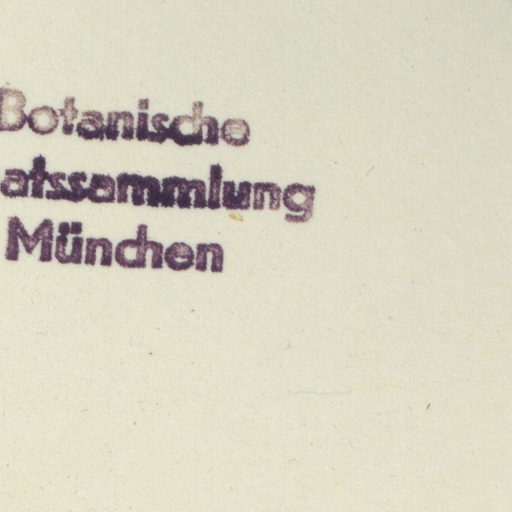 Botanische
atssammlung
München